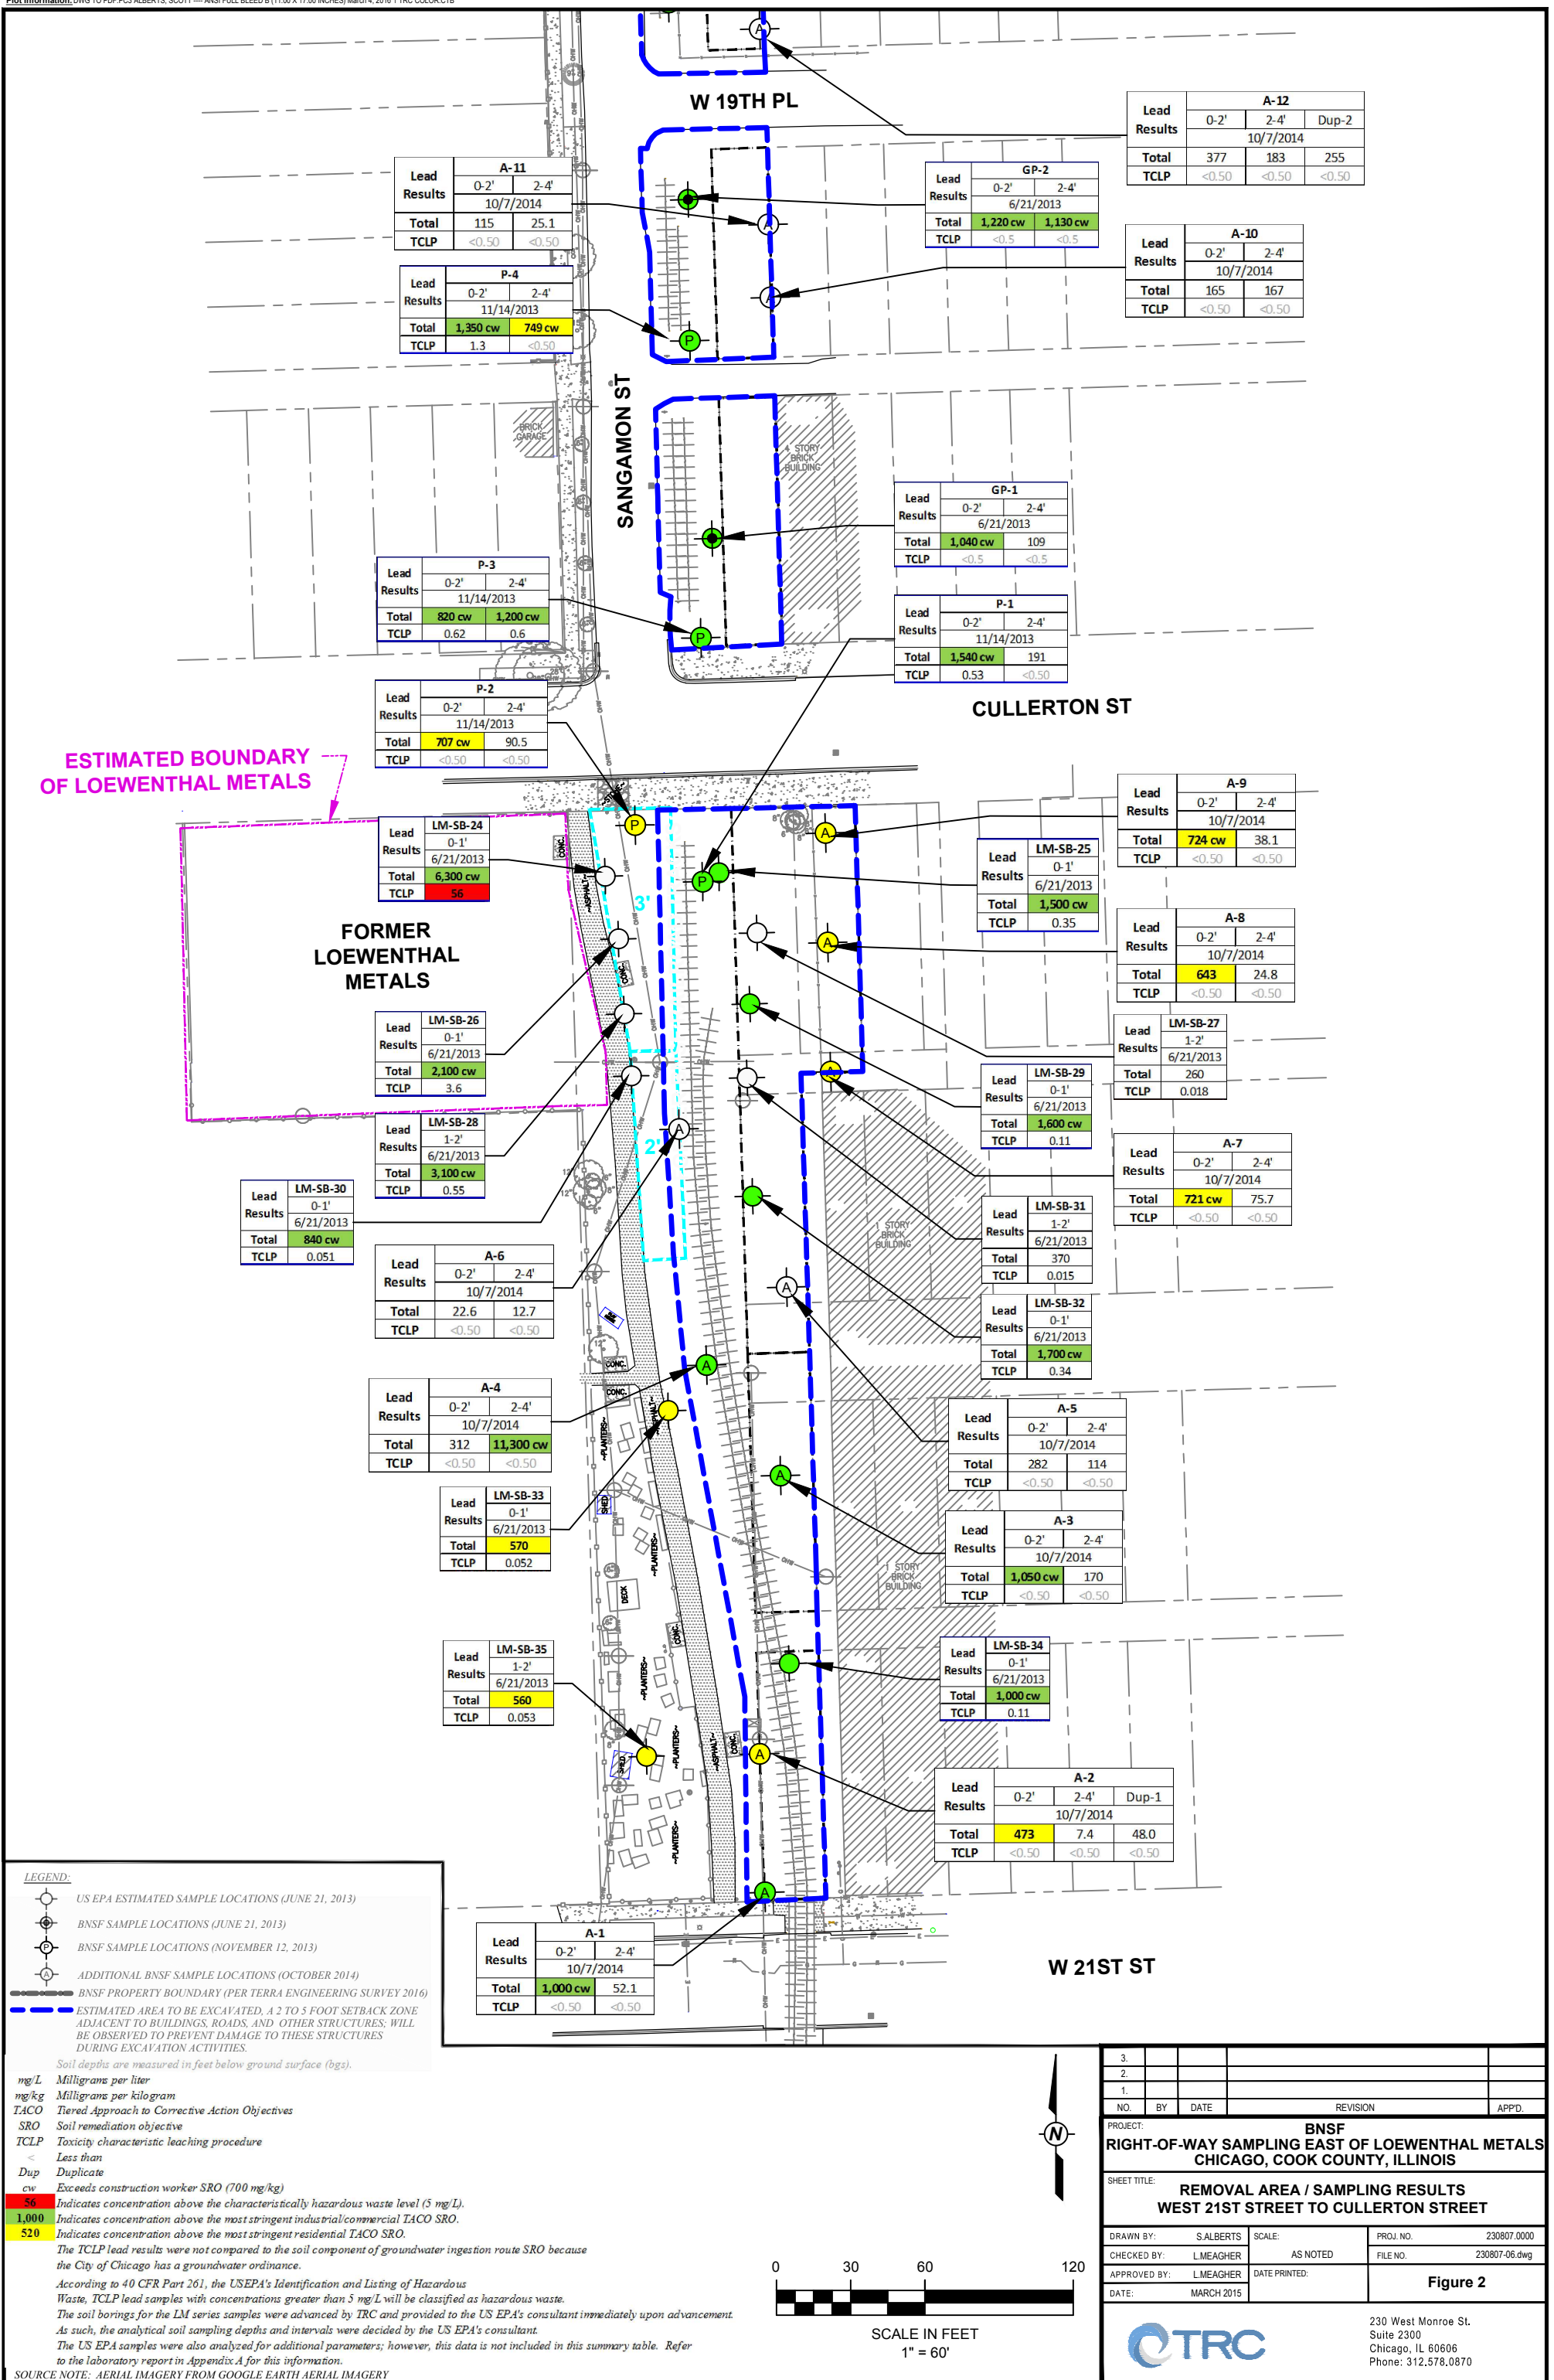 Plot Information: DWG TO PDF.PC3 ALBERTS, SCOTT ---- ANSI FULL BLEED B (11.00 X 17.00 INCHES) March 4, 2016 TRC COLOR.CTB
W 19TH PL
Lead Results A-12
0-2' 2-4' Dup-2
10/7/2014
Total 377 183 255
TCLP <0.50 <0.50 <0.50
Lead Results A-11
0-2' 2-4'
10/7/2014
Total 115 25.1
TCLP <0.50 <0.50
Lead Results GP-2
0-2' 2-4'
6/21/2013
Total 1,220 cw 1,130 cw
TCLP <0.5 <0.5
Lead Results A-10
0-2' 2-4'
10/7/2014
Total 165 167
TCLP <0.50 <0.50
Lead Results P-4
0-2' 2-4'
11/14/2013
Total 1,350 cw 749 cw
TCLP 1.3 <0.50
SANGAMON ST
BRICK GARAGE
4 STORY BRICK BUILDING
Lead Results GP-1
0-2' 2-4'
6/21/2013
Total 1,040 cw 109
TCLP <0.5 <0.5
Lead Results P-3
0-2' 2-4'
11/14/2013
Total 820 cw 1,200 cw
TCLP 0.62 0.6
Lead Results P-1
0-2' 2-4'
11/14/2013
Total 1,540 cw 191
TCLP 0.53 <0.50
Lead Results P-2
0-2' 2-4'
11/14/2013
Total 707 cw 90.5
TCLP <0.50 <0.50
CULLERTON ST
ESTIMATED BOUNDARY
OF LOEWENTHAL METALS
Lead Results A-9
0-2' 2-4'
10/7/2014
Total 724 cw 38.1
TCLP <0.50 <0.50
Lead Results LM-SB-24
0-1'
6/21/2013
Total 6,300 cw
TCLP 56
Lead Results LM-SB-25
0-1'
6/21/2013
Total 1,500 cw
TCLP 0.35
FORMER
LOEWENTHAL
METALS
3'
Lead Results A-8
0-2' 2-4'
10/7/2014
Total 643 24.8
TCLP <0.50 <0.50
Lead Results LM-SB-26
0-1'
6/21/2013
Total 2,100 cw
TCLP 3.6
Lead Results LM-SB-27
1-2'
6/21/2013
Total 260
TCLP 0.018
Lead Results LM-SB-29
0-1'
6/21/2013
Total 1,600 cw
TCLP 0.11
Lead Results LM-SB-28
1-2'
6/21/2013
Total 3,100 cw
TCLP 0.55
2'
Lead Results A-7
0-2' 2-4'
10/7/2014
Total 721 cw 75.7
TCLP <0.50 <0.50
Lead Results LM-SB-30
0-1'
6/21/2013
Total 840 cw
TCLP 0.051
Lead Results LM-SB-31
1-2'
6/21/2013
Total 370
TCLP 0.015
1 STORY BRICK BUILDING
Lead Results A-6
0-2' 2-4'
10/7/2014
Total 22.6 12.7
TCLP <0.50 <0.50
Lead Results LM-SB-32
0-1'
6/21/2013
Total 1,700 cw
TCLP 0.34
Lead Results A-4
0-2' 2-4'
10/7/2014
Total 312 11,300 cw
TCLP <0.50 <0.50
Lead Results A-5
0-2' 2-4'
10/7/2014
Total 282 114
TCLP <0.50 <0.50
Lead Results LM-SB-33
0-1'
6/21/2013
Total 570
TCLP 0.052
Lead Results A-3
0-2' 2-4'
10/7/2014
Total 1,050 cw 170
TCLP <0.50 <0.50
1 STORY BRICK BUILDING
SHED
DECK
~PLANTERS~
~ASPHALT~
CONC.
Lead Results LM-SB-35
1-2'
6/21/2013
Total 560
TCLP 0.053
Lead Results LM-SB-34
0-1'
6/21/2013
Total 1,000 cw
TCLP 0.11
Lead Results A-2
0-2' 2-4' Dup-1
10/7/2014
Total 473 7.4 48.0
TCLP <0.50 <0.50 <0.50
Lead Results A-1
0-2' 2-4'
10/7/2014
Total 1,000 cw 52.1
TCLP <0.50 <0.50
W 21ST ST
LEGEND:
US EPA ESTIMATED SAMPLE LOCATIONS (JUNE 21, 2013)
BNSF SAMPLE LOCATIONS (JUNE 21, 2013)
P BNSF SAMPLE LOCATIONS (NOVEMBER 12, 2013)
A ADDITIONAL BNSF SAMPLE LOCATIONS (OCTOBER 2014)
BNSF PROPERTY BOUNDARY (PER TERRA ENGINEERING SURVEY 2016)
ESTIMATED AREA TO BE EXCAVATED, A 2 TO 5 FOOT SETBACK ZONE
ADJACENT TO BUILDINGS, ROADS, AND OTHER STRUCTURES; WILL
BE OBSERVED TO PREVENT DAMAGE TO THESE STRUCTURES
DURING EXCAVATION ACTIVITIES.
Soil depths are measured in feet below ground surface (bgs).
mg/L Milligrams per liter
mg/kg Milligrams per kilogram
TACO Tiered Approach to Corrective Action Objectives
SRO Soil remediation objective
TCLP Toxicity characteristic leaching procedure
< Less than
Dup Duplicate
cw Exceeds construction worker SRO (700 mg/kg)
56 Indicates concentration above the characteristically hazardous waste level (5 mg/L).
1,000 Indicates concentration above the most stringent industrial/commercial TACO SRO.
520 Indicates concentration above the most stringent residential TACO SRO.
The TCLP lead results were not compared to the soil component of groundwater ingestion route SRO because
the City of Chicago has a groundwater ordinance.
According to 40 CFR Part 261, the USEPA's Identification and Listing of Hazardous
Waste, TCLP lead samples with concentrations greater than 5 mg/L will be classified as hazardous waste.
The soil borings for the LM series samples were advanced by TRC and provided to the US EPA's consultant immediately upon advancement.
As such, the analytical soil sampling depths and intervals were decided by the US EPA's consultant.
The US EPA samples were also analyzed for additional parameters; however, this data is not included in this summary table. Refer
to the laboratory report in Appendix A for this information.
SOURCE NOTE: AERIAL IMAGERY FROM GOOGLE EARTH AERIAL IMAGERY
N
0 30 60 120
SCALE IN FEET
1" = 60'
3.
2.
1.
NO. BY DATE REVISION APP'D.
PROJECT:
BNSF
RIGHT-OF-WAY SAMPLING EAST OF LOEWENTHAL METALS
CHICAGO, COOK COUNTY, ILLINOIS
SHEET TITLE:
REMOVAL AREA / SAMPLING RESULTS
WEST 21ST STREET TO CULLERTON STREET
DRAWN BY: S.ALBERTS SCALE: PROJ. NO. 230807.0000
CHECKED BY: L.MEAGHER AS NOTED FILE NO. 230807-06.dwg
APPROVED BY: L.MEAGHER DATE PRINTED:
Figure 2
DATE: MARCH 2015
TRC
230 West Monroe St.
Suite 2300
Chicago, IL 60606
Phone: 312.578.0870